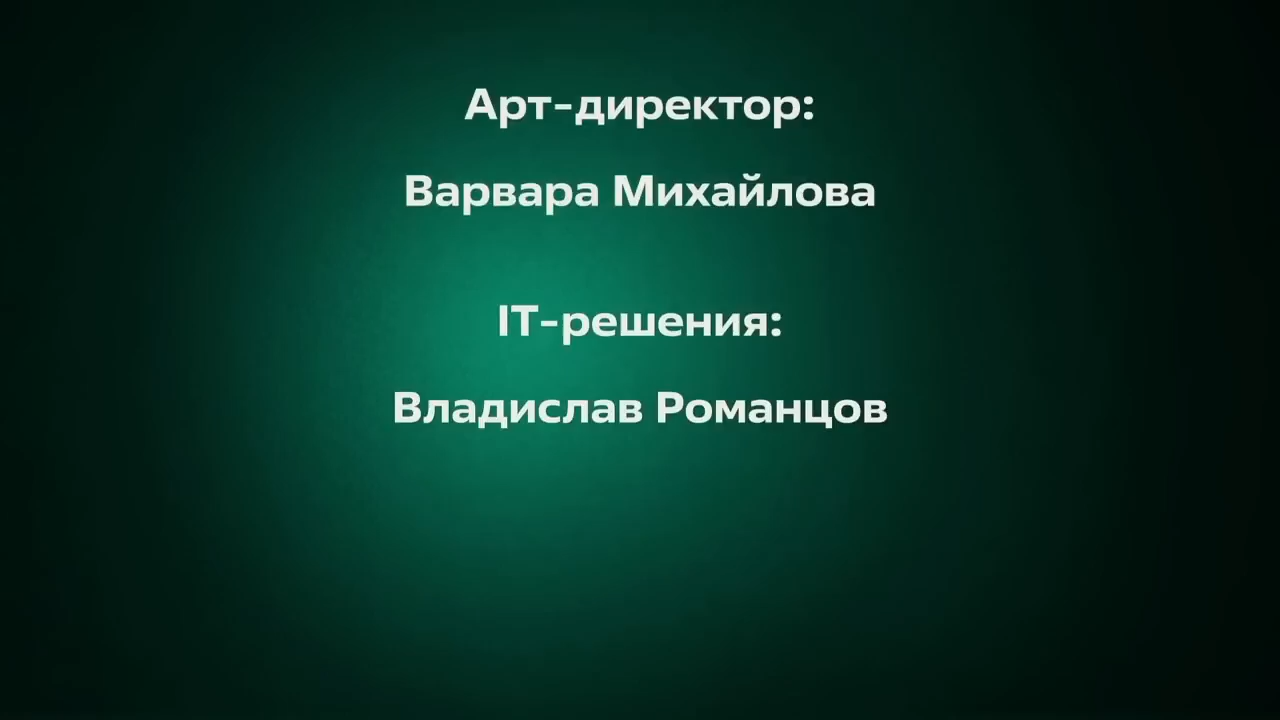 Арт-директор:
Варвара Михайлова
IT-решения:
Владислав Романцов